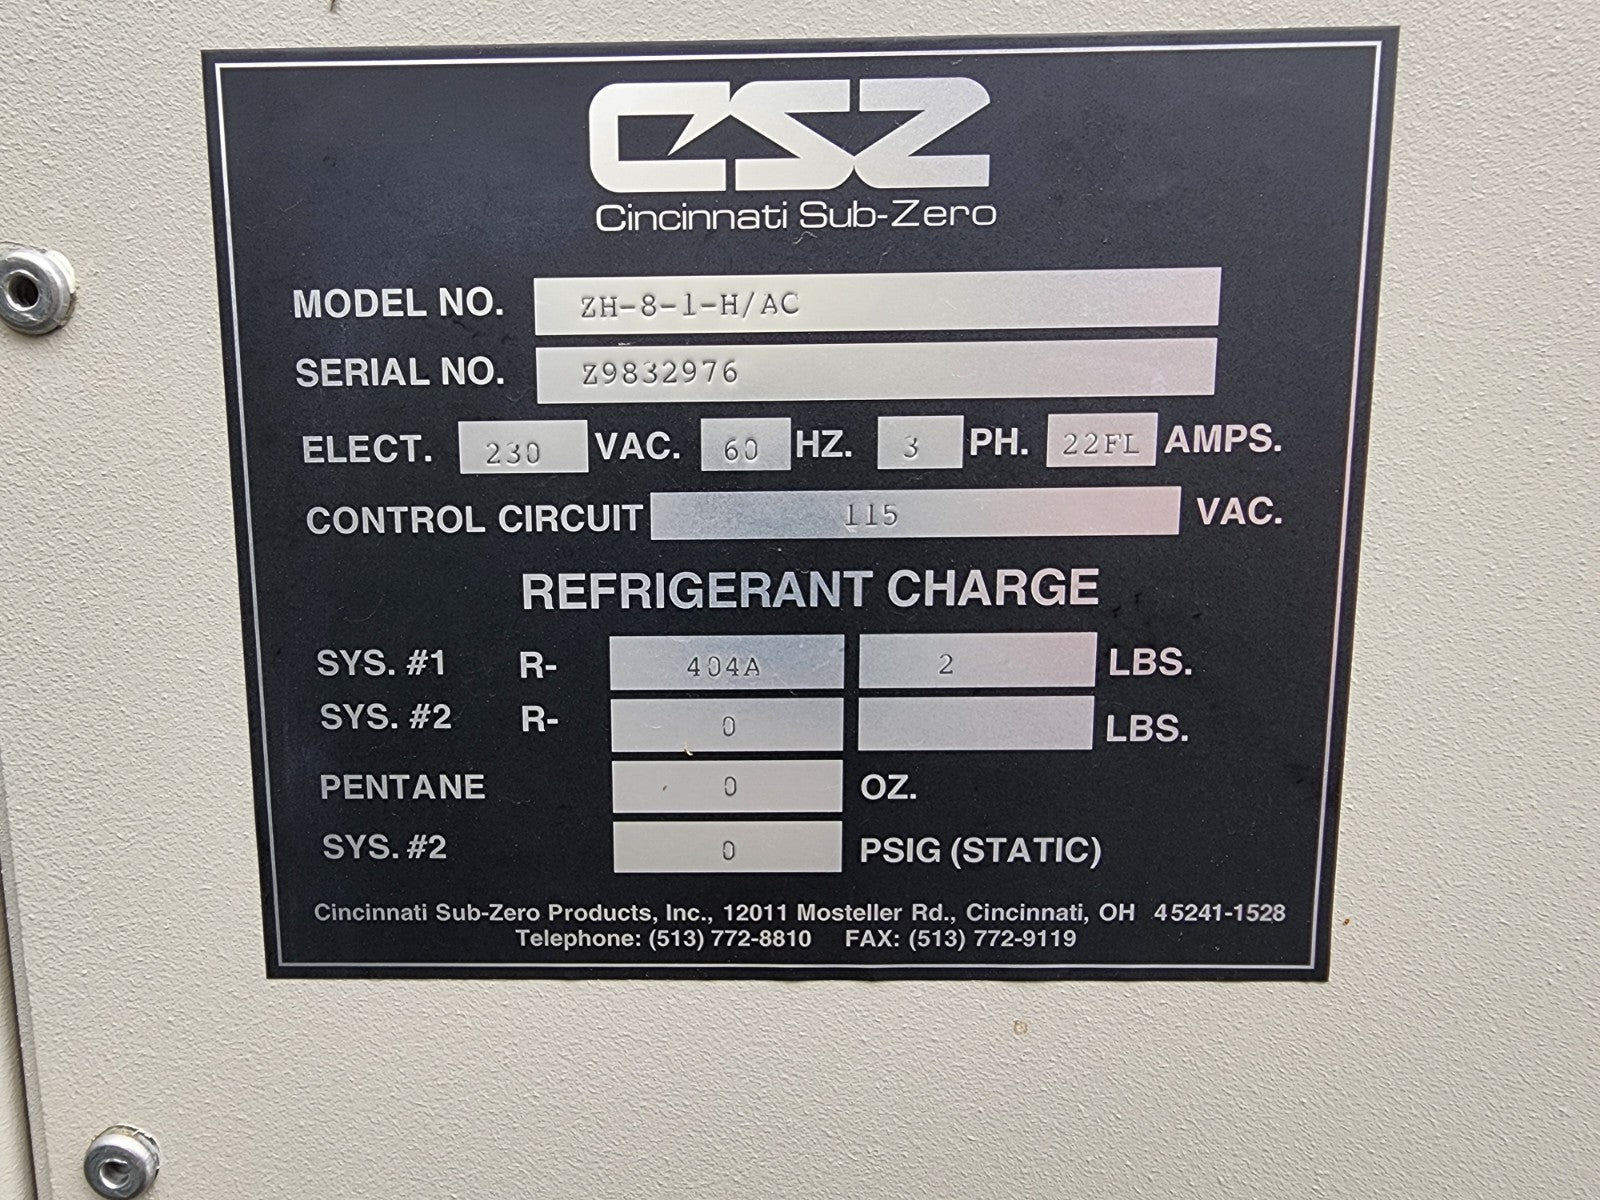 CSZ
Cincinnati Sub-Zero
MODEL NO. ZH-8-1-H/AC
SERIAL NO. Z9832976
ELECT. 230 VAC. 60 HZ. 3 PH. 22FL AMPS.
CONTROL CIRCUIT 115 VAC.
REFRIGERANT CHARGE
SYS. #1 R- 404A 2 LBS.
SYS. #2 R- 0 LBS.
PENTANE 0 OZ.
SYS. #2 0 PSIG (STATIC)
Cincinnati Sub-Zero Products, Inc., 12011 Mosteller Rd., Cincinnati, OH 45241-1528
Telephone: (513) 772-8810 FAX: (513) 772-9119